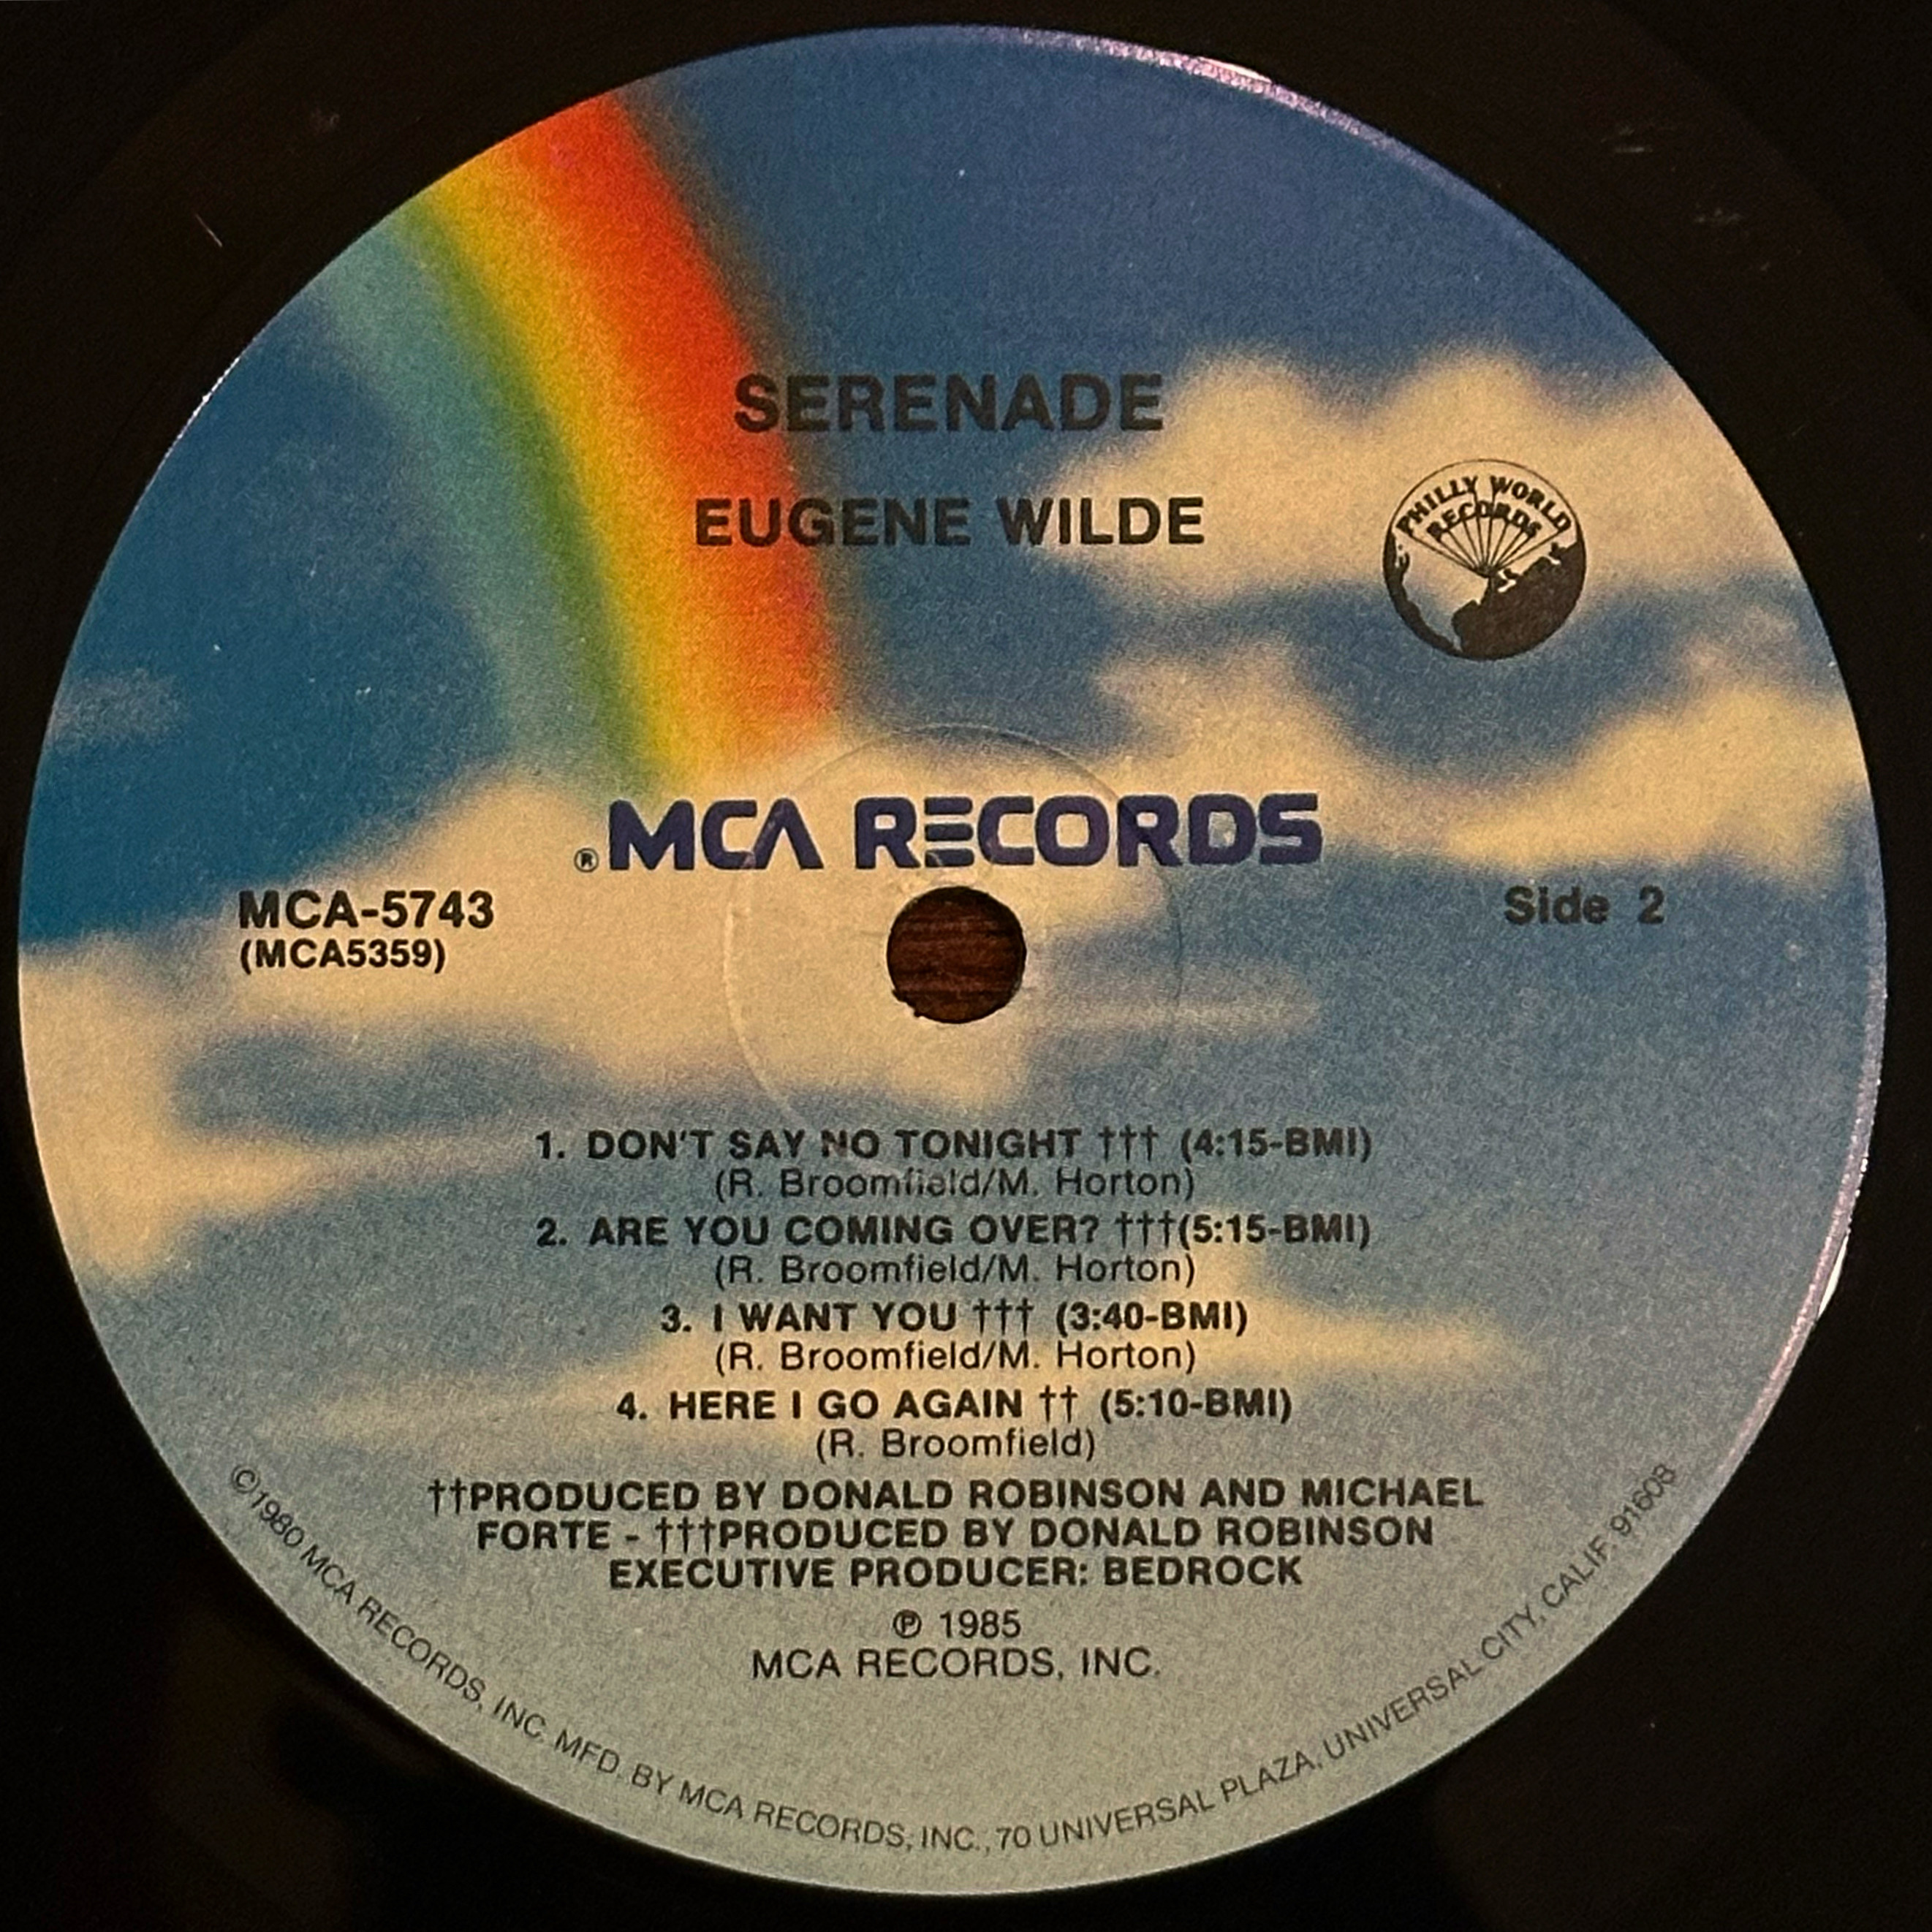 SERENADE
EUGENE WILDE
PHILLY WORLD
RECORDS
® MCA RECORDS
MCA-5743
(MCA5359)
Side 2
1. DON'T SAY NO TONIGHT ††† (4:15-BMI)
(R. Broomfield/M. Horton)
2. ARE YOU COMING OVER? †††(5:15-BMI)
(R. Broomfield/M. Horton)
3. I WANT YOU ††† (3:40-BMI)
(R. Broomfield/M. Horton)
4. HERE I GO AGAIN †† (5:10-BMI)
(R. Broomfield)
††PRODUCED BY DONALD ROBINSON AND MICHAEL
FORTE - †††PRODUCED BY DONALD ROBINSON
EXECUTIVE PRODUCER: BEDROCK
℗ 1985
MCA RECORDS, INC.
©1980 MCA RECORDS, INC. MFD. BY MCA RECORDS, INC., 70 UNIVERSAL PLAZA, UNIVERSAL CITY, CALIF. 91608